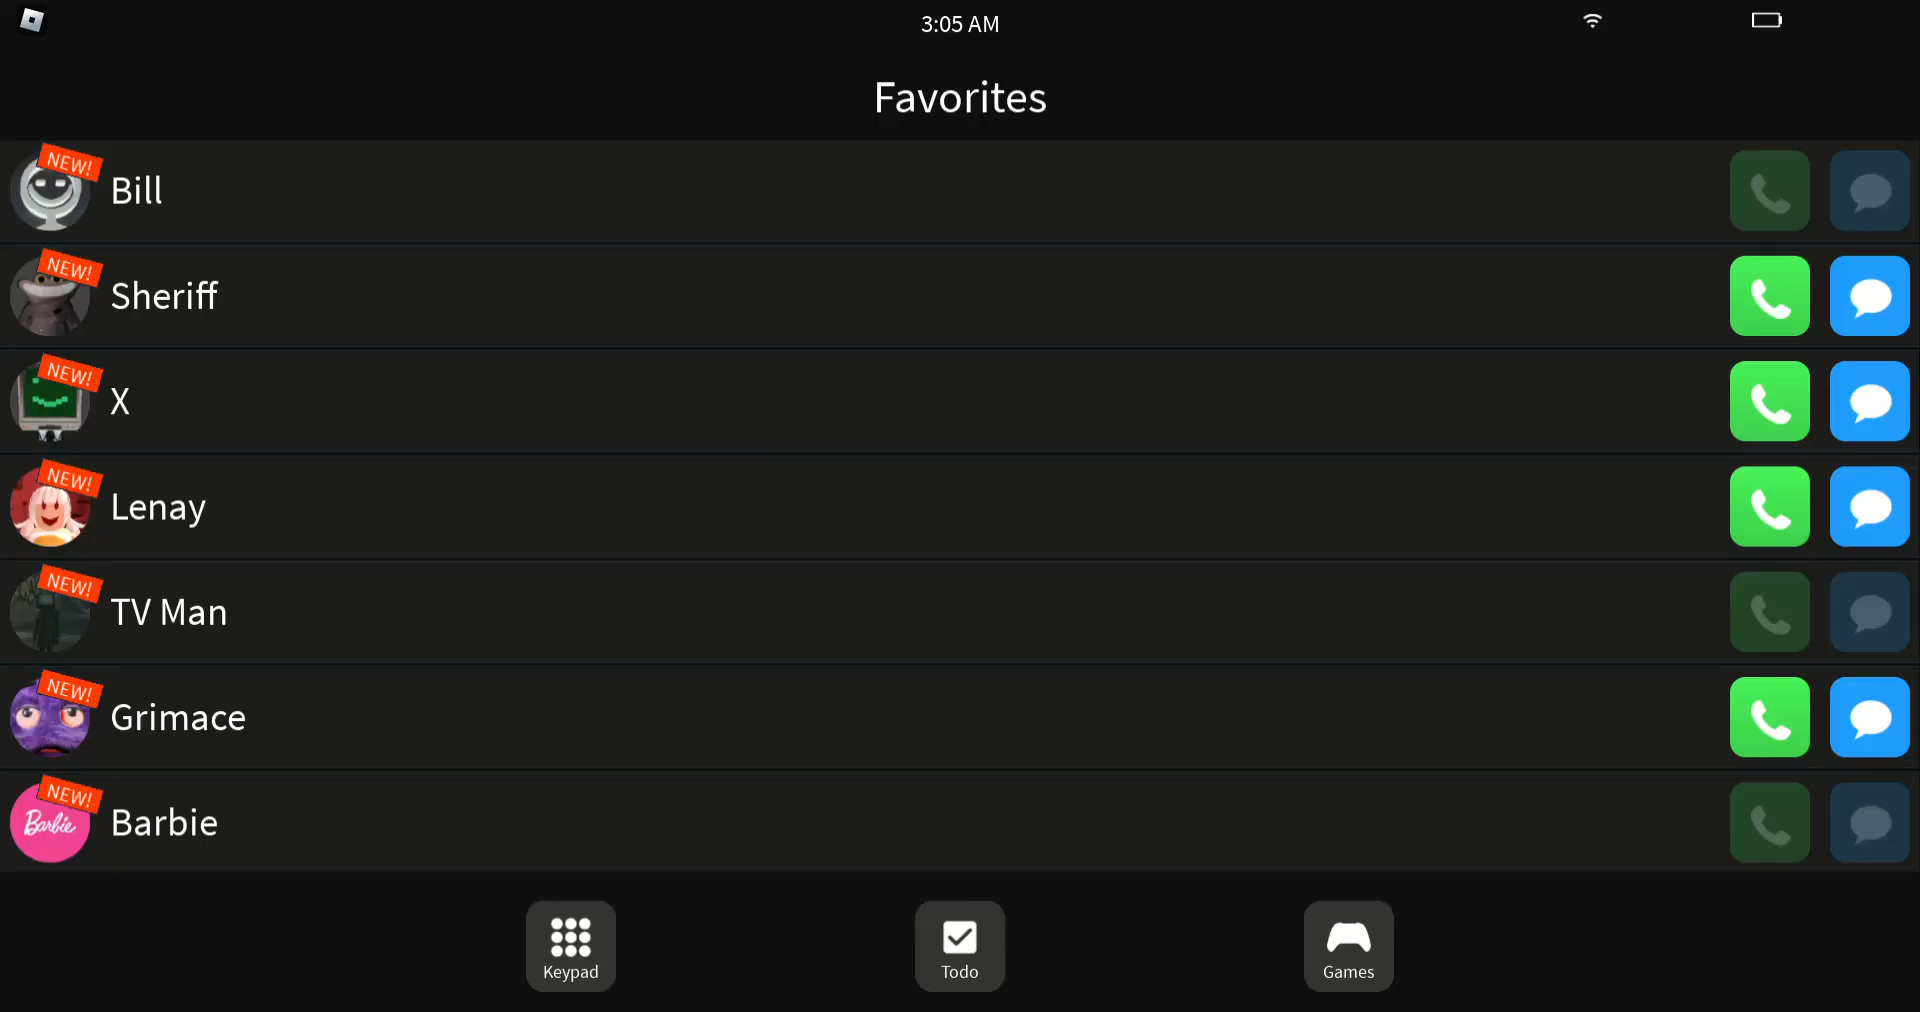 3:05 AM
Favorites
NEW!
Bill
NEW!
Sheriff
NEW!
X
NEW!
Lenay
NEW!
TV Man
NEW!
Grimace
NEW!
Barbie
Barbie
Keypad
Todo
Games